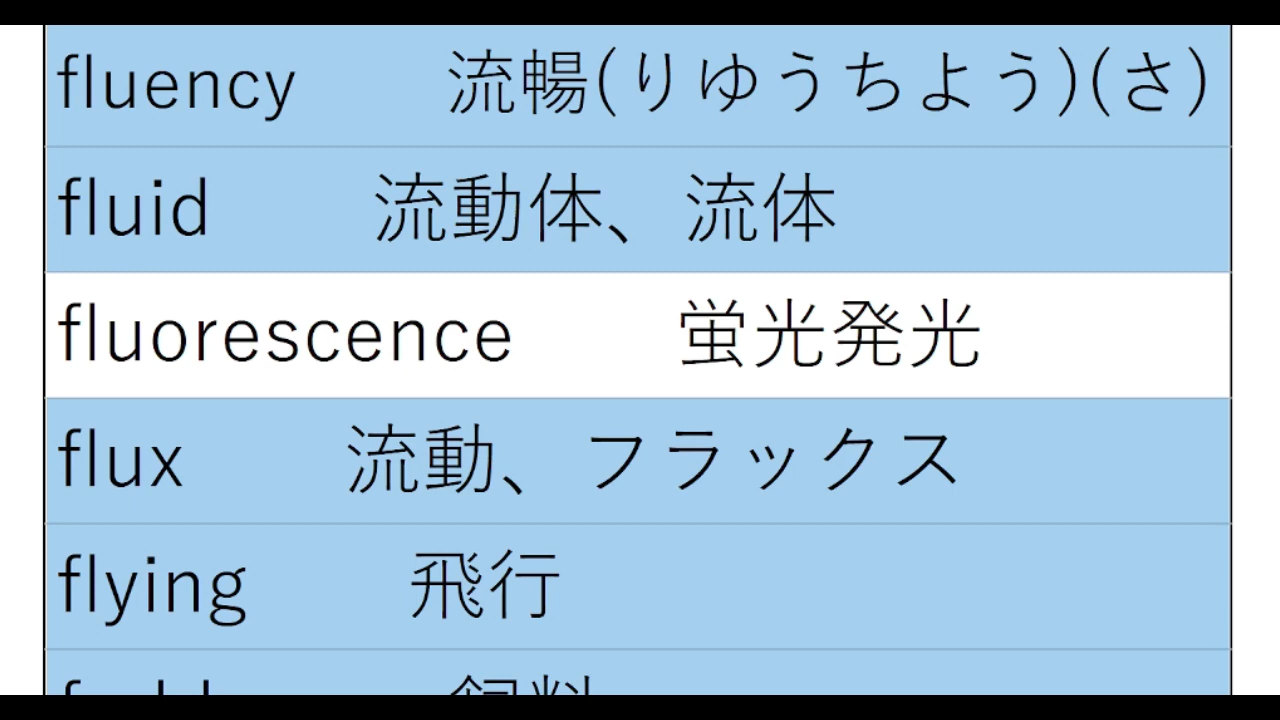 fluency 流暢(りゆうちよう)(さ)
fluid 流動体、流体
fluorescence 蛍光発光
flux 流動、フラックス
flying 飛行